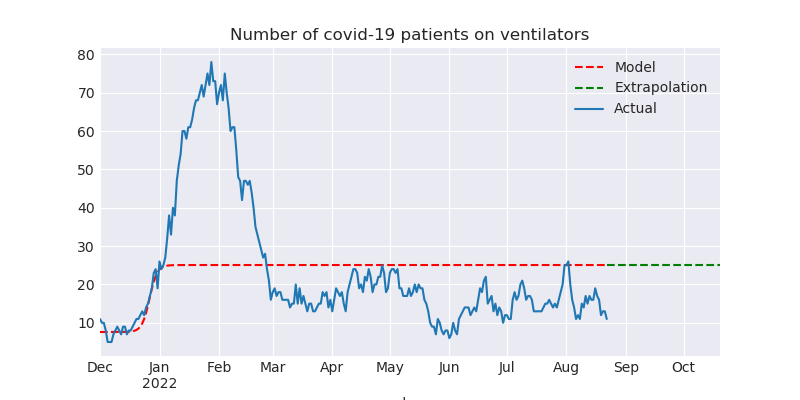 Number of covid-19 patients on ventilators
80
70
60
50
40
30
20
10
Model
Extrapolation
Actual
Dec
Jan
2022
Feb
Mar
Apr
May
Jun
Jul
Aug
Sep
Oct